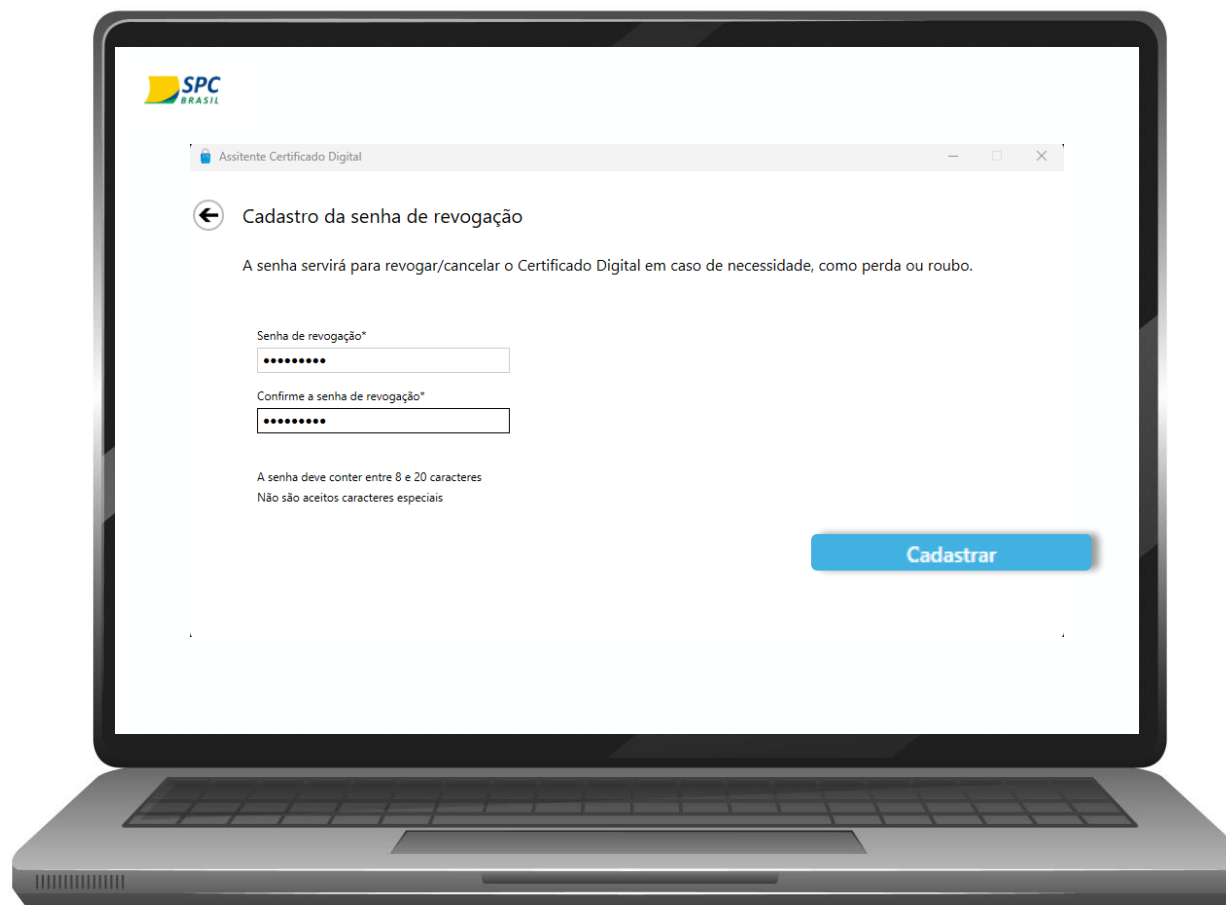 SPC
BRASIL
Assitente Certificado Digital
Cadastro da senha de revogação
A senha servirá para revogar/cancelar o Certificado Digital em caso de necessidade, como perda ou roubo.
Senha de revogação*
•••••••••
Confirme a senha de revogação*
•••••••••
A senha deve conter entre 8 e 20 caracteres
Não são aceitos caracteres especiais
Cadastrar